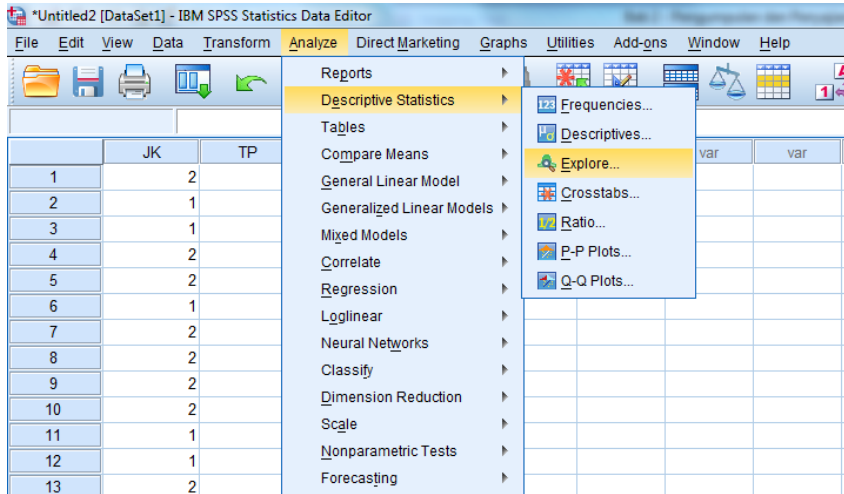 *Untitled2 [DataSet1] - IBM SPSS Statistics Data Editor
File Edit View Data Transform Analyze Direct Marketing Graphs Utilities Add-ons Window Help
Reports
Descriptive Statistics
Tables
Compare Means
General Linear Model
Generalized Linear Models
Mixed Models
Correlate
Regression
Loglinear
Neural Networks
Classify
Dimension Reduction
Scale
Nonparametric Tests
Forecasting
123 Frequencies...
Descriptives...
Explore...
Crosstabs...
1/2 Ratio...
P-P Plots...
Q-Q Plots...
JK TP var var
1 2
2 1
3 1
4 2
5 2
6 1
7 2
8 2
9 2
10 2
11 1
12 1
13 2